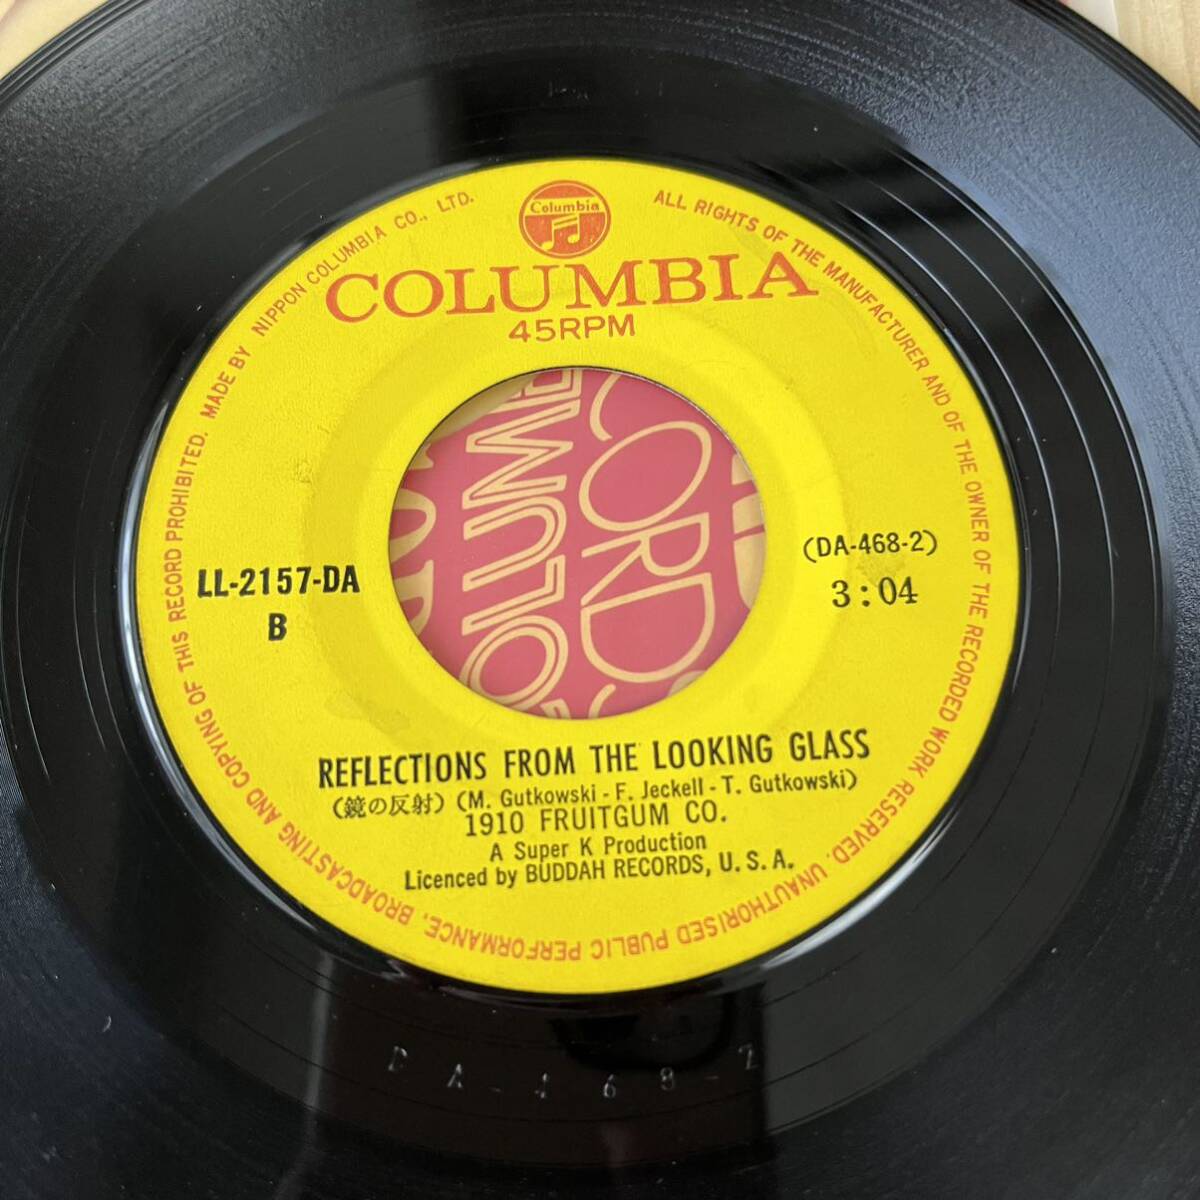 Columbia
COLUMBIA
45RPM
MADE BY NIPPON COLUMBIA CO., LTD.
ALL RIGHTS OF THE MANUFACTURER AND OF THE OWNER OF THE RECORDED WORK RESERVED. UNAUTHORISED PUBLIC PERFORMANCE, BROADCASTING AND COPYING OF THIS RECORD PROHIBITED.
LL-2157-DA
B
(DA-468-2)
3:04
REFLECTIONS FROM THE LOOKING GLASS
(鏡の反射) (M. Gutkowski - F. Jeckell - T. Gutkowski)
1910 FRUITGUM CO.
A Super K Production
Licenced by BUDDAH RECORDS, U.S.A.
DA-468-2